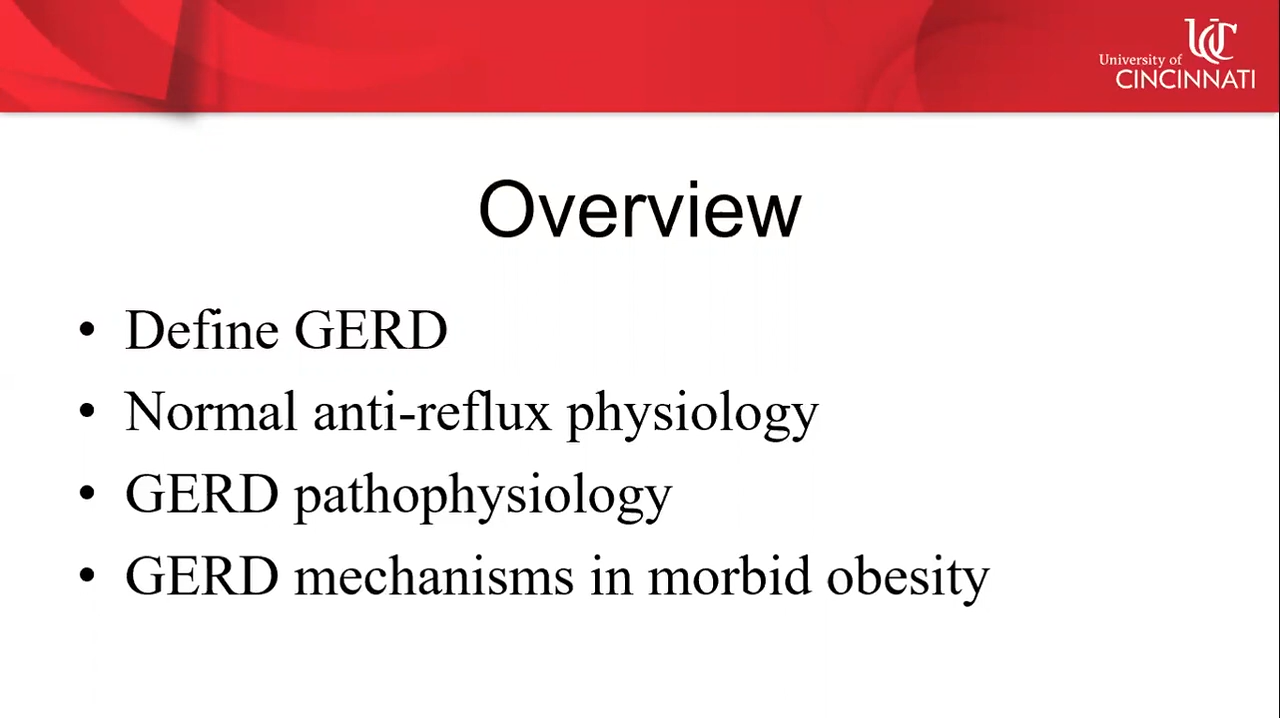 UC
University of
CINCINNATI
Overview
• Define GERD
• Normal anti-reflux physiology
• GERD pathophysiology
• GERD mechanisms in morbid obesity